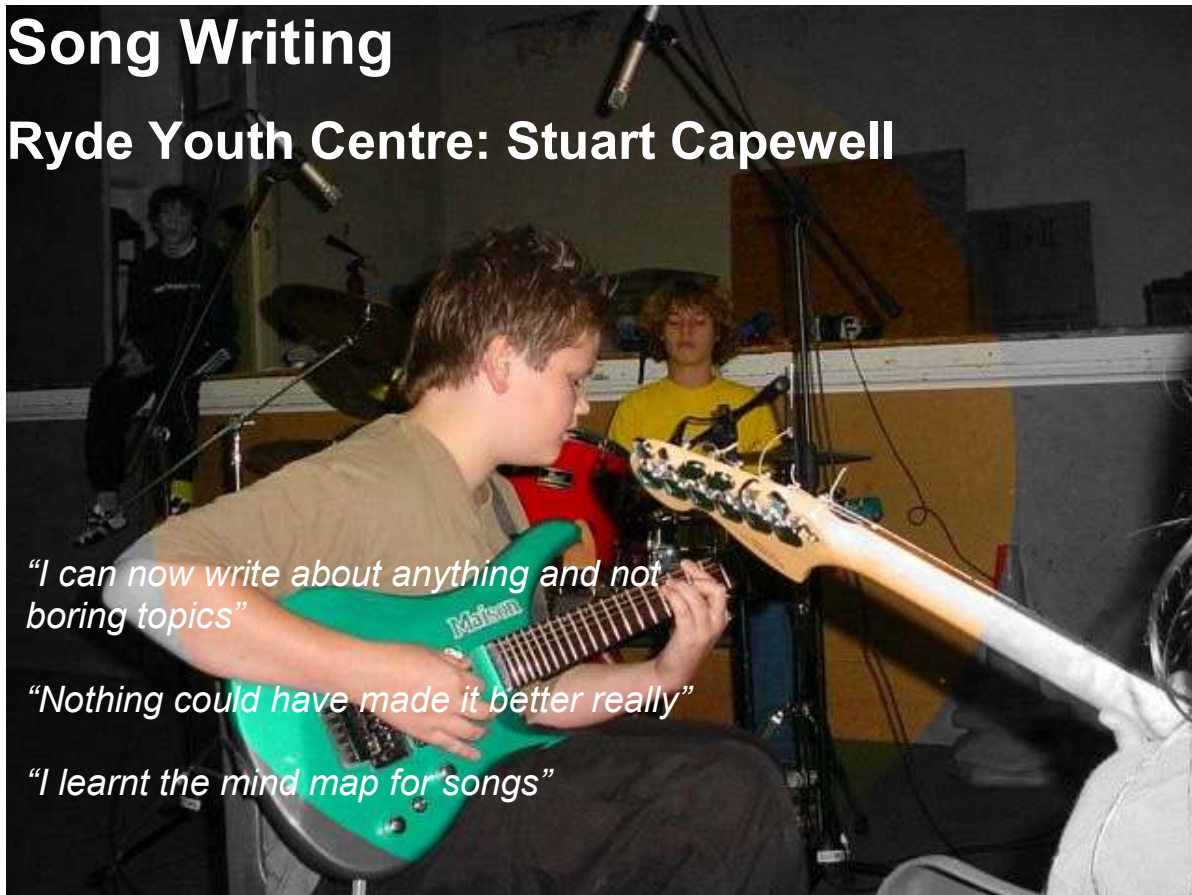 Song Writing
Ryde Youth Centre: Stuart Capewell
“I can now write about anything and not
boring topics”
“Nothing could have made it better really”
“I learnt the mind map for songs”
Maison